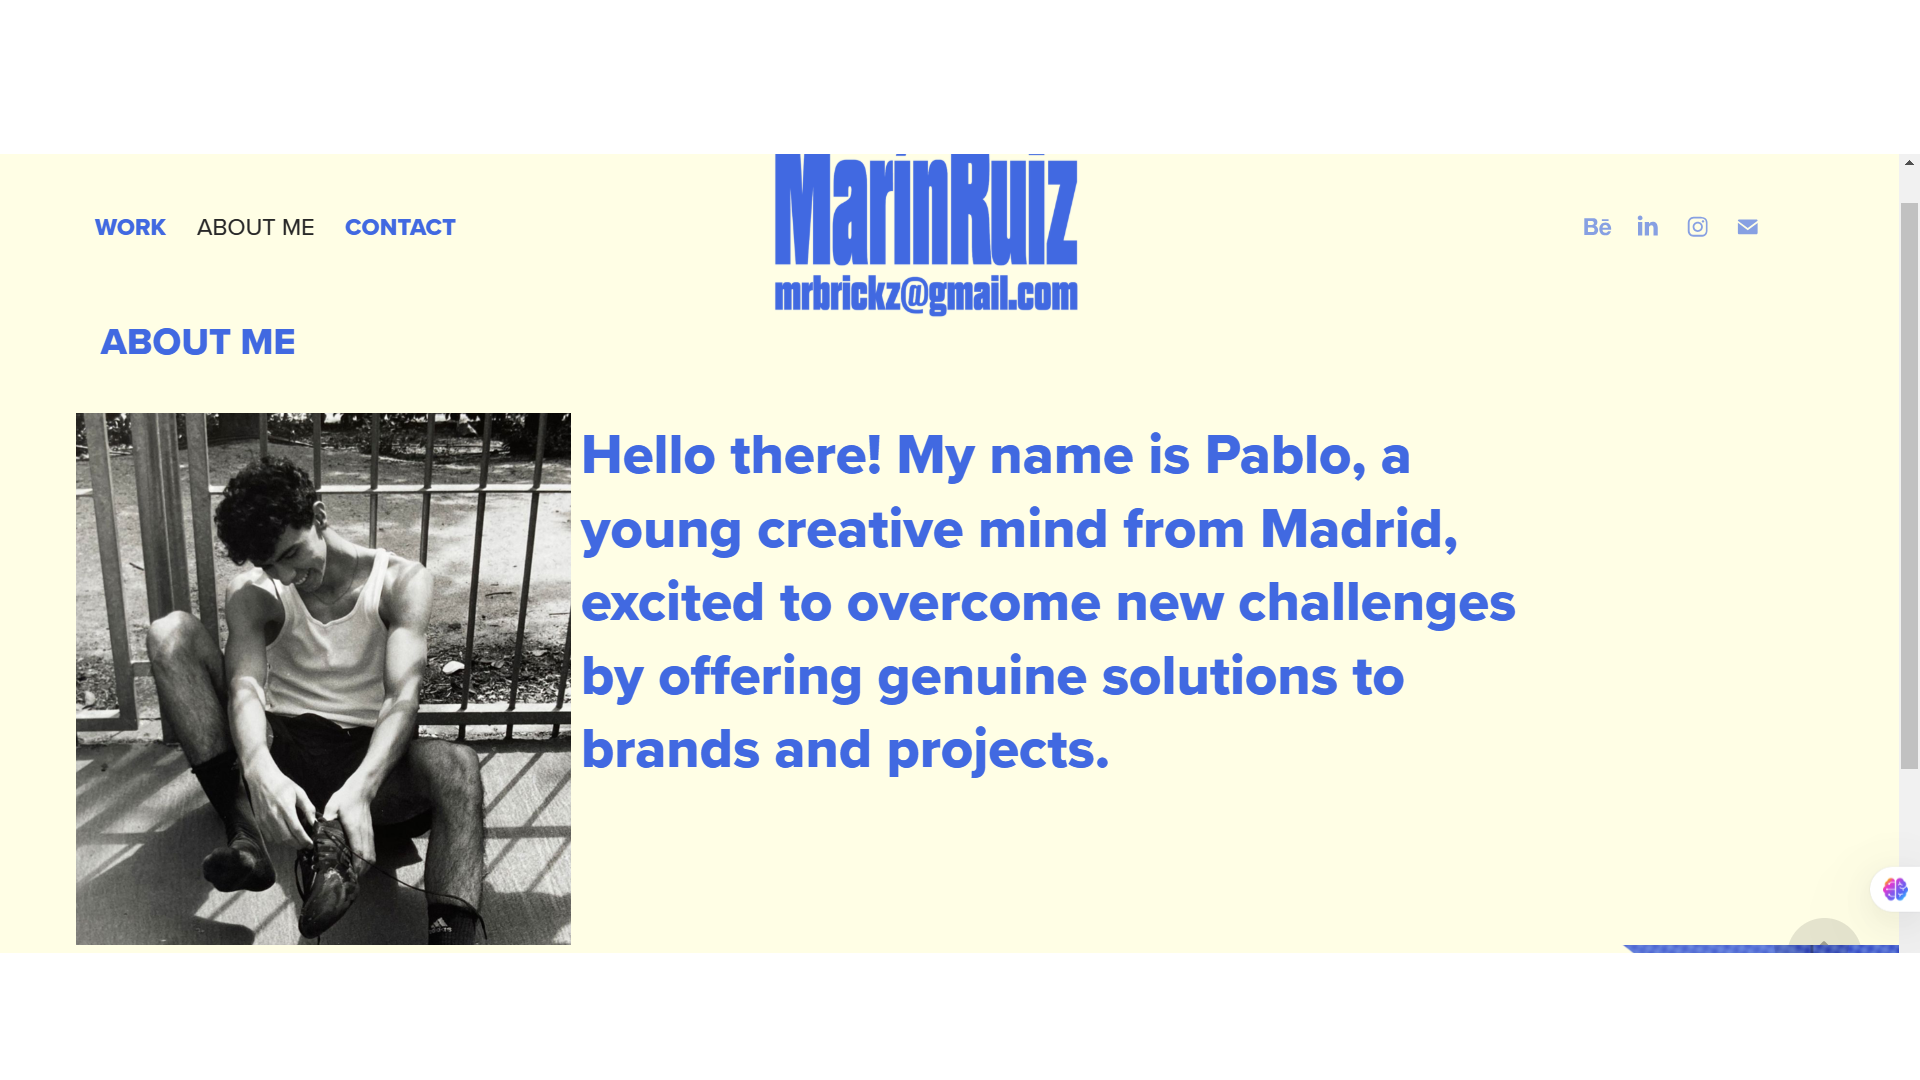 MarinRuiz
WORK ABOUT ME CONTACT
Bē in
mrbrickz@gmail.com
ABOUT ME
Hello there! My name is Pablo, a
young creative mind from Madrid,
excited to overcome new challenges
by offering genuine solutions to
brands and projects.